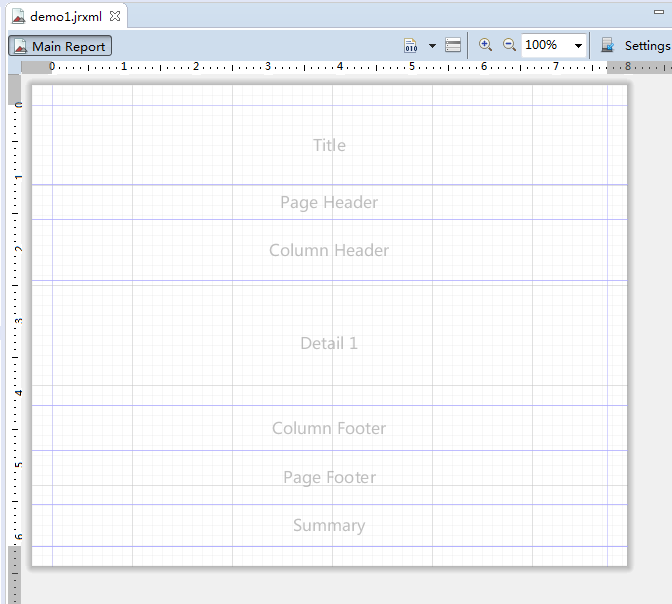 demo1.jrxml
Main Report
010
100%
Settings
0 1 2 3 4 5 6 7 8
0
Title
1
Page Header
2
Column Header
3
Detail 1
4
Column Footer
5
Page Footer
Summary
6